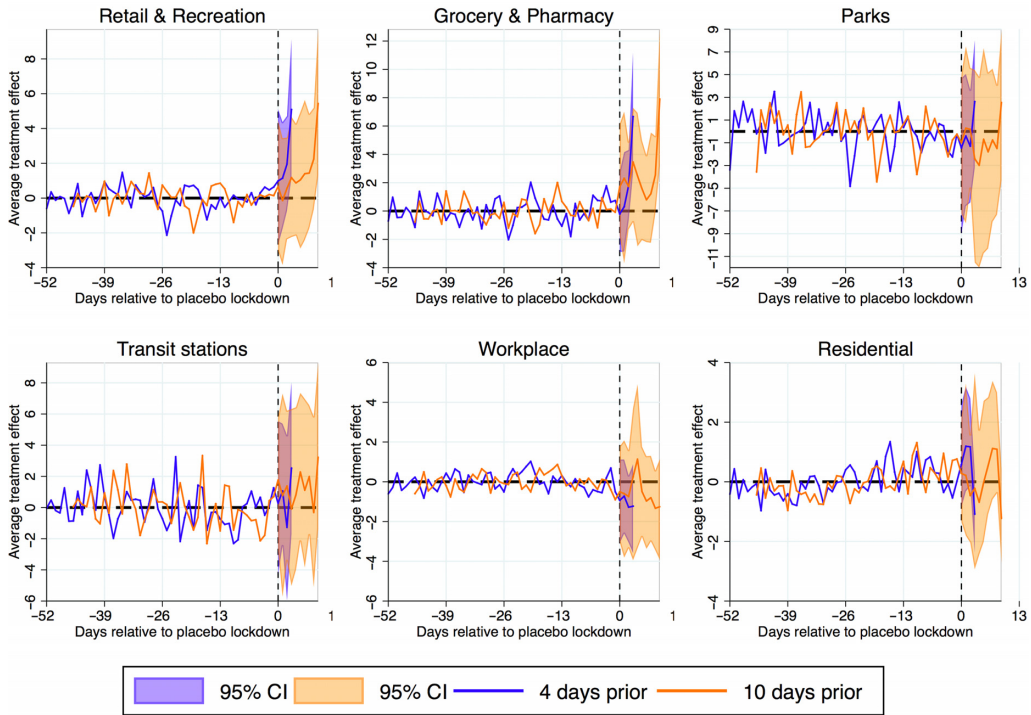 Retail & Recreation
Average treatment effect
8
6
4
2
0
−2
−4
−52 −39 −26 −13 0 1
Days relative to placebo lockdown
Grocery & Pharmacy
Average treatment effect
12
10
8
6
4
2
0
−2
−4
−52 −39 −26 −13 0 1
Days relative to placebo lockdown
Parks
Average treatment effect
9
7
5
3
1
−1
−3
−5
−7
−9
−11
−52 −39 −26 −13 0 13
Days relative to placebo lockdown
Transit stations
Average treatment effect
8
6
4
2
0
−2
−4
−6
−52 −39 −26 −13 0 1
Days relative to placebo lockdown
Workplace
Average treatment effect
6
4
2
0
−2
−4
−6
−52 −39 −26 −13 0 1
Days relative to placebo lockdown
Residential
Average treatment effect
4
2
0
−2
−4
−52 −39 −26 −13 0 13
Days relative to placebo lockdown
95% CI 95% CI 4 days prior 10 days prior